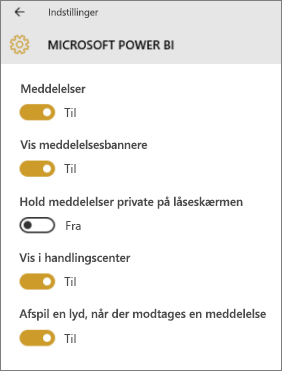 Indstillinger
MICROSOFT POWER BI
Meddelelser
Til
Vis meddelelsesbannere
Til
Hold meddelelser private på låseskærmen
Fra
Vis i handlingscenter
Til
Afspil en lyd, når der modtages en meddelelse
Til